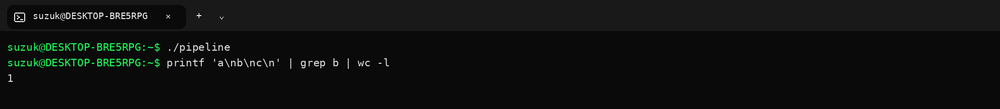 suzuk@DESKTOP-BRE5RPG × + ⌄
suzuk@DESKTOP-BRE5RPG:~$ ./pipeline
suzuk@DESKTOP-BRE5RPG:~$ printf 'a\nb\nc\n' | grep b | wc -l
1